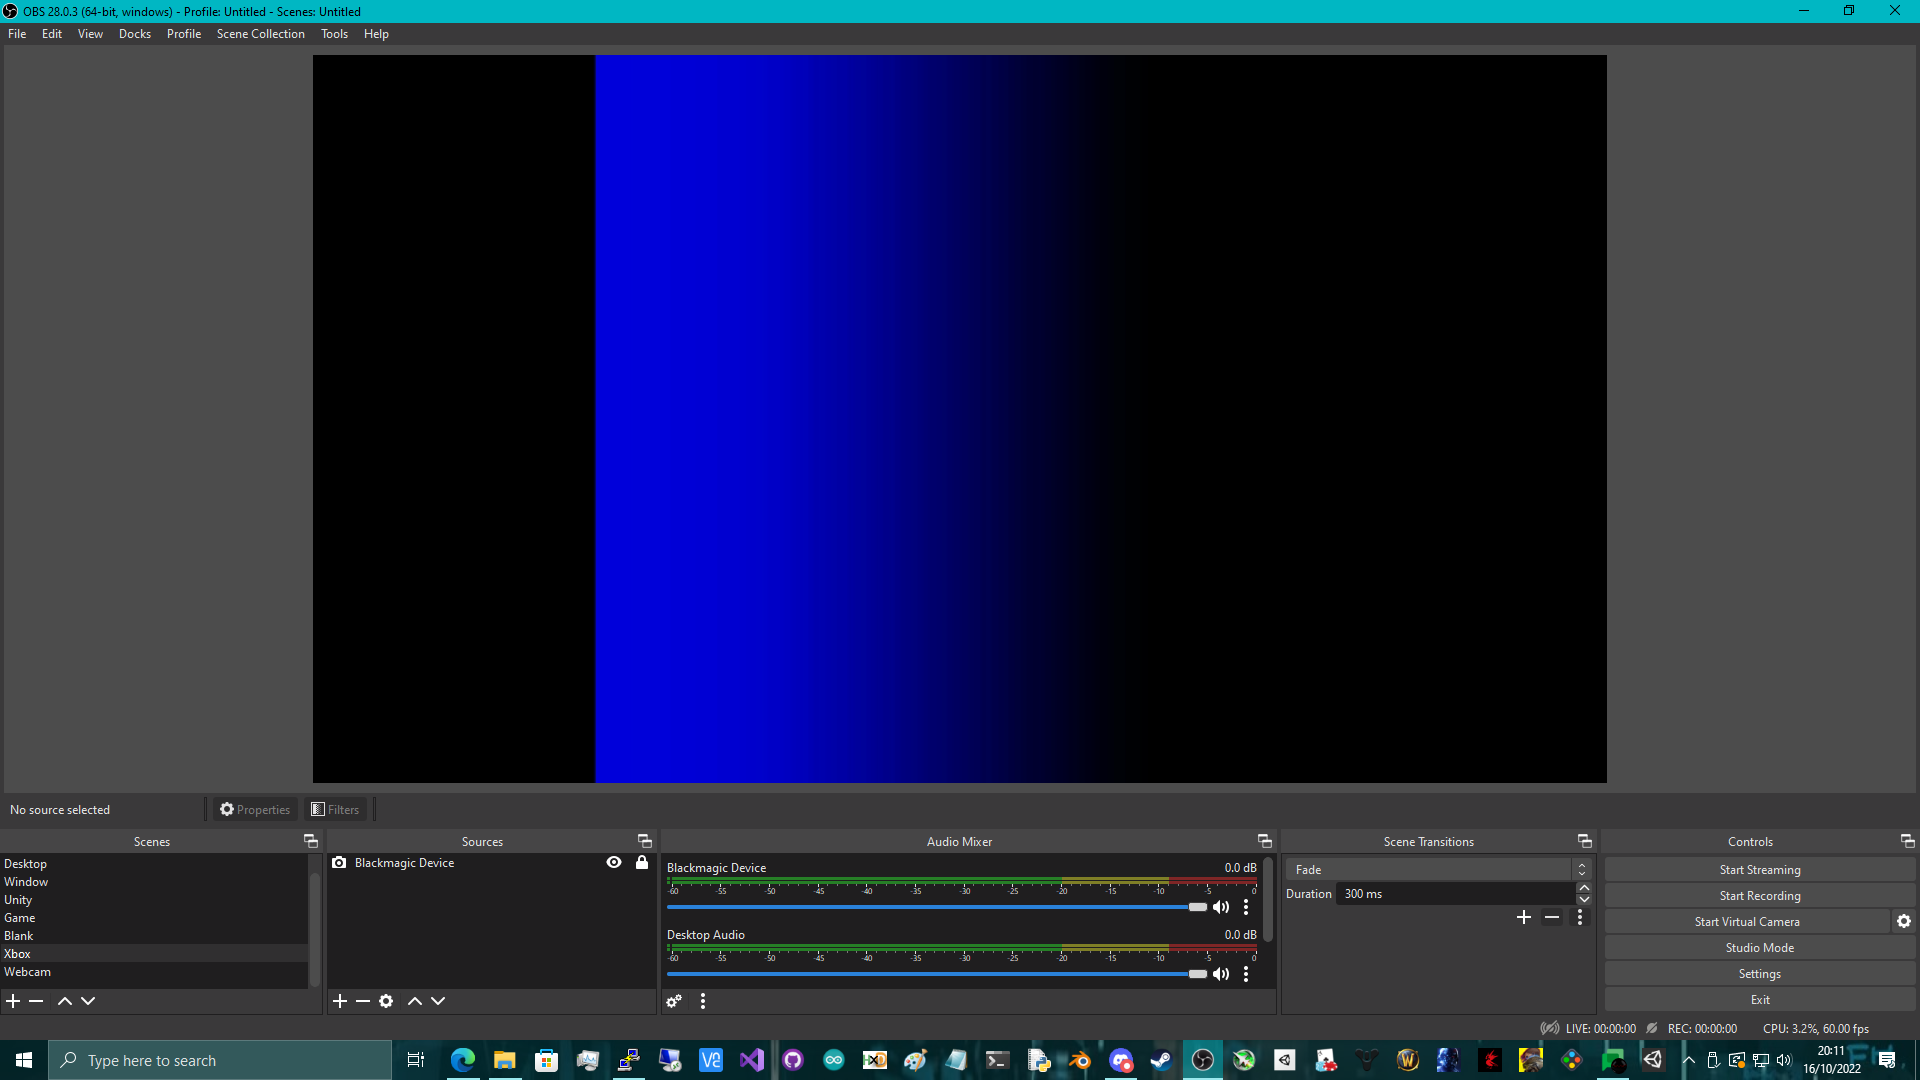 OBS 28.0.3 (64-bit, windows) - Profile: Untitled - Scenes: Untitled
File Edit View Docks Profile Scene Collection Tools Help
No source selected Properties Filters
Scenes Sources Audio Mixer Scene Transitions Controls
Desktop
Window
Unity
Game
Blank
Xbox
Webcam
Blackmagic Device
Blackmagic Device 0.0 dB
-60 -55 -50 -45 -40 -35 -30 -25 -20 -15 -10 -5 0
Desktop Audio 0.0 dB
-60 -55 -50 -45 -40 -35 -30 -25 -20 -15 -10 -5 0
Fade
Duration 300 ms
Start Streaming
Start Recording
Start Virtual Camera
Studio Mode
Settings
Exit
LIVE: 00:00:00 REC: 00:00:00 CPU: 3.2%, 60.00 fps
Type here to search
20:11
16/10/2022